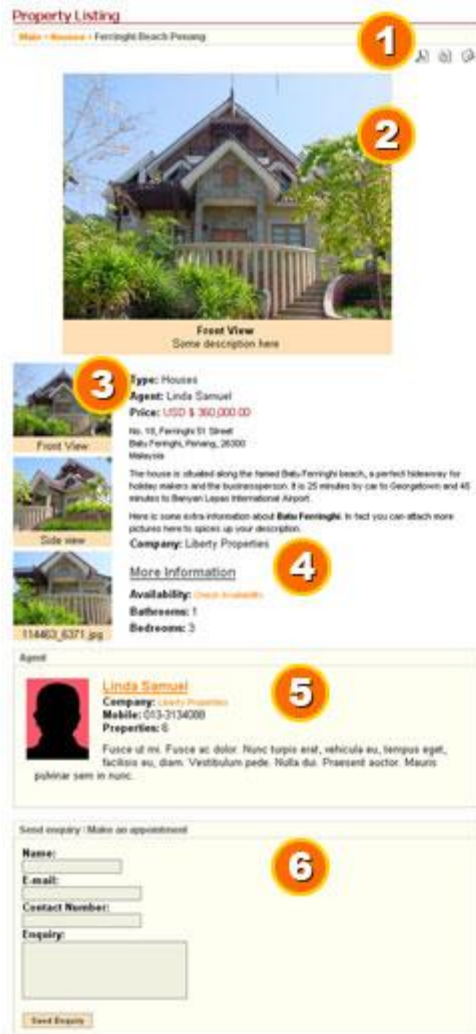 Property Listing
Main › Houses › Ferringhi Beach Penang
1
2
Front View
Some description here
3
Front View
Side view
114463_6371.jpg
Type: Houses
Agent: Linda Samuel
Price: USD $ 360,000.00
No. 10, Ferringhi 51 Street
Batu Ferringhi, Penang, 26300
Malaysia
The house is situated along the famed Batu Ferringhi beach, a perfect hideaway for
holiday makers and the businessperson. It is 25 minutes by car to Georgetown and 45
minutes to Banyan Lepas International Airport.
Here is some extra information about Batu Ferringhi. In fact you can attach more
pictures here to spices up your description.
Company: Liberty Properties
4
More Information
Availability: Check Availability
Bathrooms: 1
Bedrooms: 3
Agent
5
Linda Samuel
Company: Liberty Properties
Mobile: 013-3134088
Properties: 6
Fusce ut mi. Fusce ac dolor. Nunc turpis erat, vehicula eu, tempus eget,
facilisis eu, diam. Vestibulum pede. Nulla dui. Praesent auctor. Mauris
pulvinar sem in nunc.
Send enquiry / Make an appointment
6
Name:
E-mail:
Contact Number:
Enquiry:
Send Enquiry